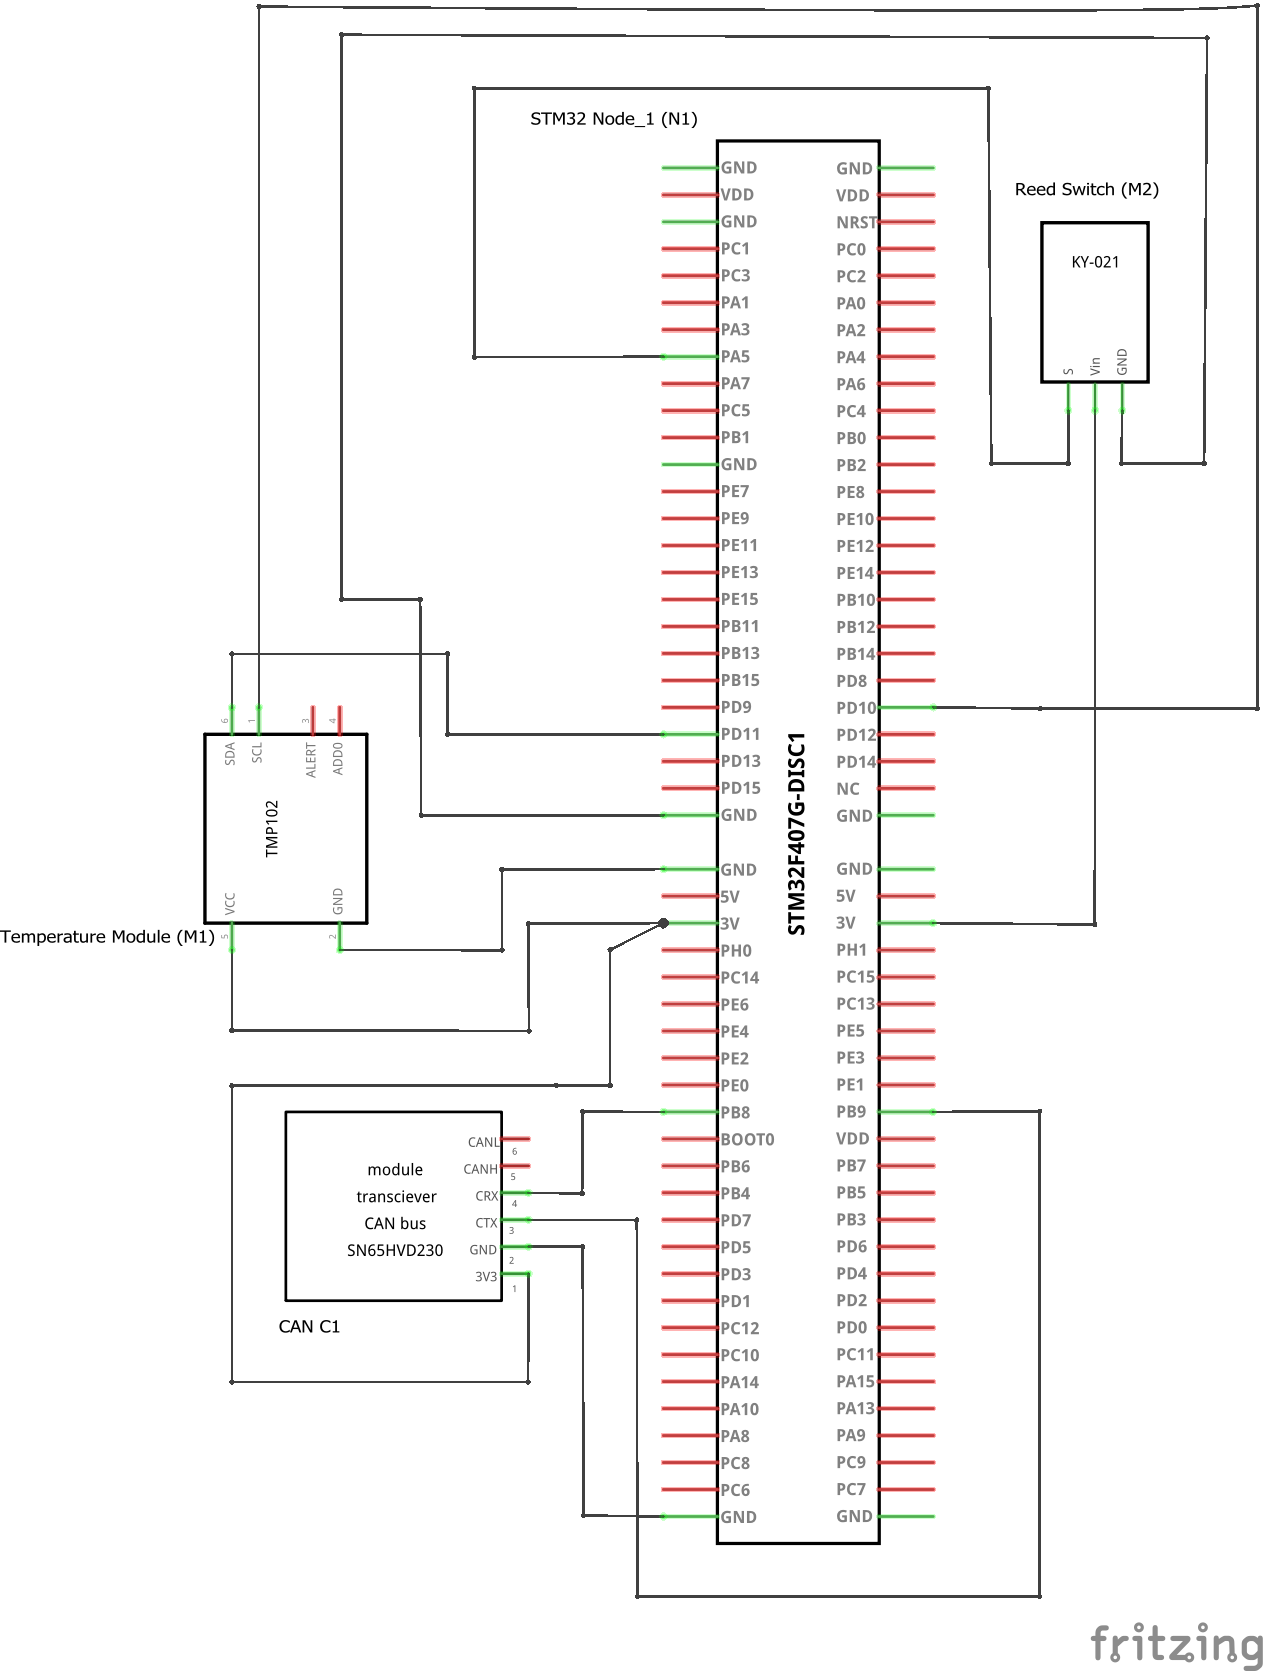 STM32 Node_1 (N1)
GND GND
VDD VDD
GND NRST
PC1 PC0
PC3 PC2
PA1 PA0
PA3 PA2
PA5 PA4
PA7 PA6
PC5 PC4
PB1 PB0
GND PB2
PE7 PE8
PE9 PE10
PE11 PE12
PE13 PE14
PE15 PB10
PB11 PB12
PB13 PB14
PB15 PD8
PD9 PD10
PD11 PD12
PD13 PD14
PD15 NC
GND GND
GND GND
5V 5V
3V 3V
PH0 PH1
PC14 PC15
PE6 PC13
PE4 PE5
PE2 PE3
PE0 PE1
PB8 PB9
BOOT0 VDD
PB6 PB7
PB4 PB5
PD7 PB3
PD5 PD6
PD3 PD4
PD1 PD2
PC12 PD0
PC10 PC11
PA14 PA15
PA10 PA13
PA8 PA9
PC8 PC9
PC6 PC7
GND GND
STM32F407G-DISC1
Reed Switch (M2)
KY-021
S
Vin
GND
6 1 3 4
SDA
SCL
ALERT
ADD0
TMP102
VCC
GND
5 2
Temperature Module (M1)
CANL 6
CANH 5
CRX 4
CTX 3
GND 2
3V3 1
module
transciever
CAN bus
SN65HVD230
CAN C1
fritzing